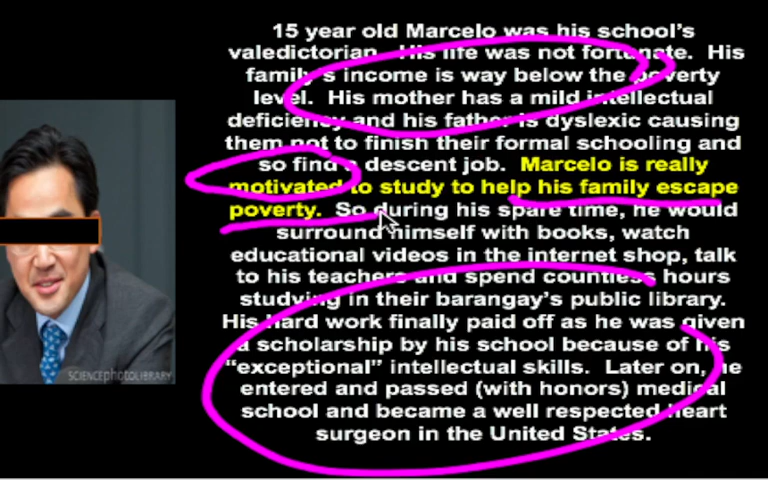 15 year old Marcelo was his school's
valedictorian. His life was not fortunate. His
family's income is way below the poverty
level. His mother has a mild intellectual
deficiency and his father is dyslexic causing
them not to finish their formal schooling and
so find a descent job. Marcelo is really
motivated to study to help his family escape
poverty. So during his spare time, he would
surround himself with books, watch
educational videos in the internet shop, talk
to his teachers and spend countless hours
studying in their barangay's public library.
His hard work finally paid off as he was given
a scholarship by his school because of his
"exceptional" intellectual skills. Later on, he
entered and passed (with honors) medical
school and became a well respected heart
surgeon in the United States.
SCIENCEPHOTOLIBRARY